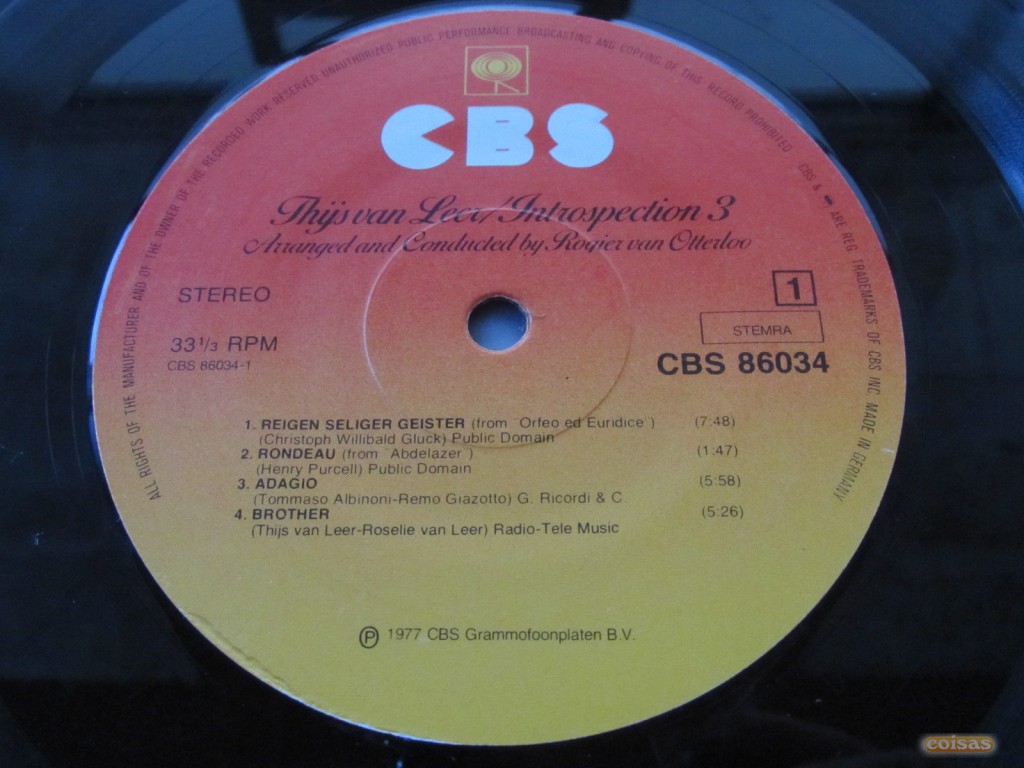 ALL RIGHTS OF THE MANUFACTURER AND OF THE OWNER OF THE RECORDED WORK RESERVED UNAUTHORIZED PUBLIC PERFORMANCE BROADCASTING AND COPYING OF THIS RECORD PROHIBITED
CBS & ARE REG TRADEMARKS OF CBS INC. MADE IN GERMANY
CBS
Thijs van Leer/Introspection 3
Arranged and Conducted by Rogier van Otterloo
STEREO
1
33 1/3 RPM
STEMRA
CBS 86034-1
CBS 86034
1. REIGEN SELIGER GEISTER (from "Orfeo ed Euridice") (7:48)
(Christoph Willibald Gluck) Public Domain
2. RONDEAU (from "Abdelazer") (1:47)
(Henry Purcell) Public Domain
3. ADAGIO (5:58)
(Tommaso Albinoni-Remo Giazotto) G. Ricordi & C.
4. BROTHER (5:26)
(Thijs van Leer-Roselie van Leer) Radio-Tele Music
Ⓟ 1977 CBS Grammofoonplaten B.V.
coisas